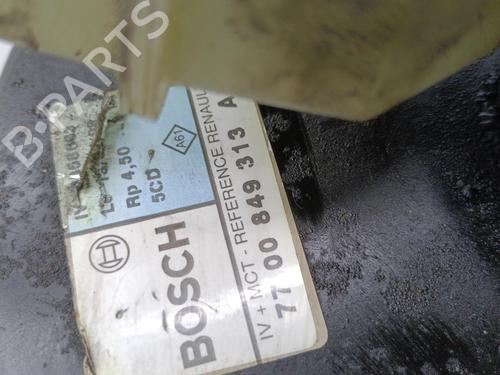 B-PARTS
Rp 4,50
5CD
A61
BOSCH
IV + MCT - REFERENCE RENAULT
77 00 849 313 A